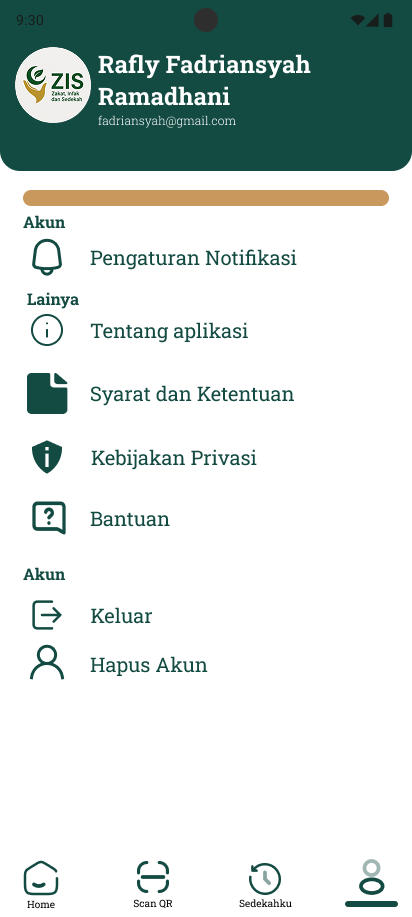 9:30
Rafly Fadriansyah
Ramadhani
fadriansyah@gmail.com
ZIS
Zakat, Infak
dan Sedekah
Akun
Pengaturan Notifikasi
Lainya
Tentang aplikasi
Syarat dan Ketentuan
Kebijakan Privasi
Bantuan
Akun
Keluar
Hapus Akun
Home
Scan QR
Sedekahku